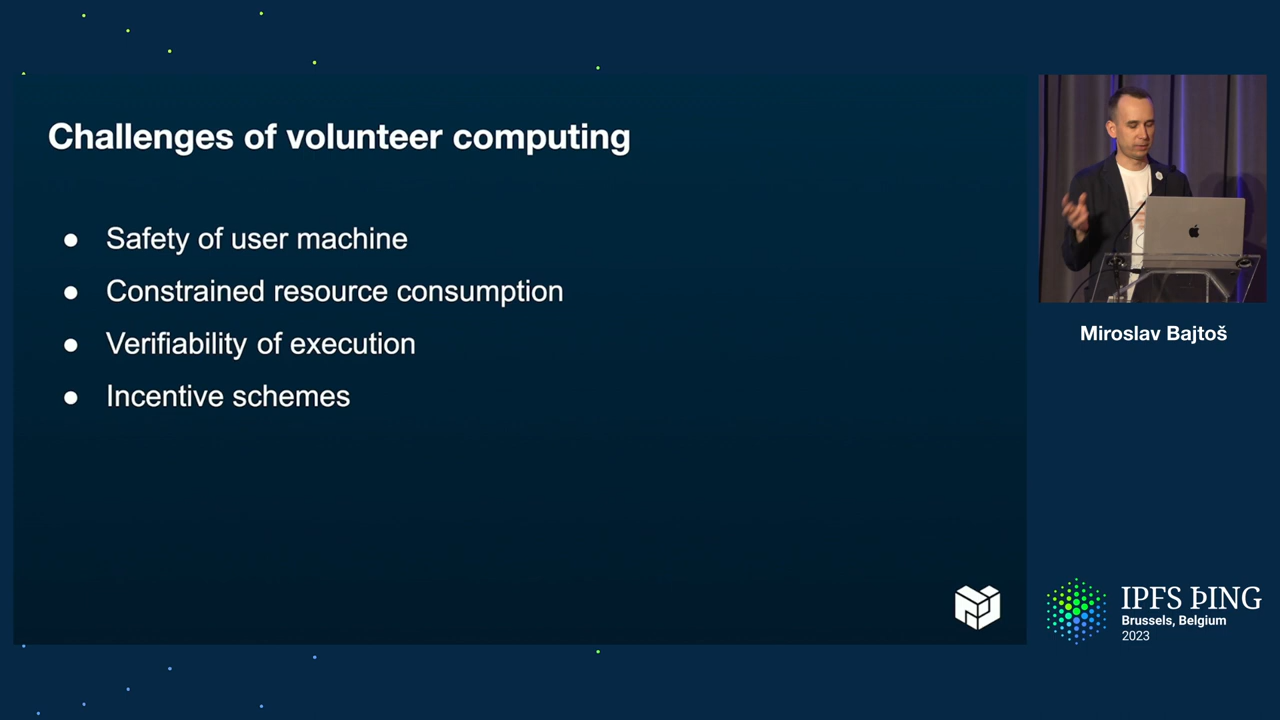 Challenges of volunteer computing
● Safety of user machine
● Constrained resource consumption
● Verifiability of execution
● Incentive schemes
Miroslav Bajtoš
IPFS ÞING
Brussels, Belgium
2023